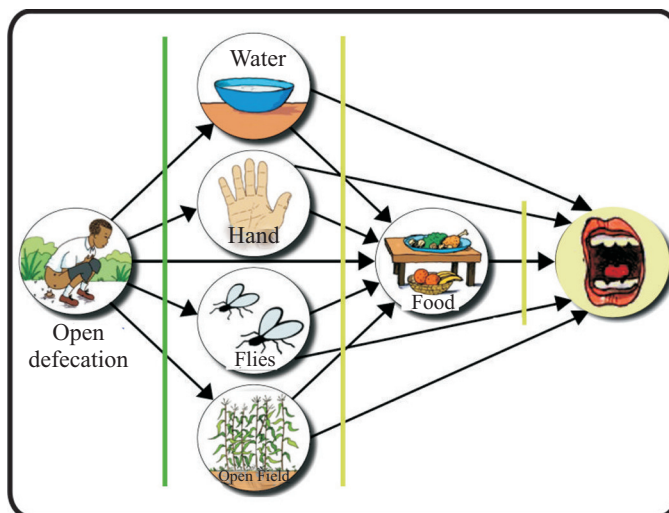 Water
Hand
Open
defecation
Food
Flies
Open Field